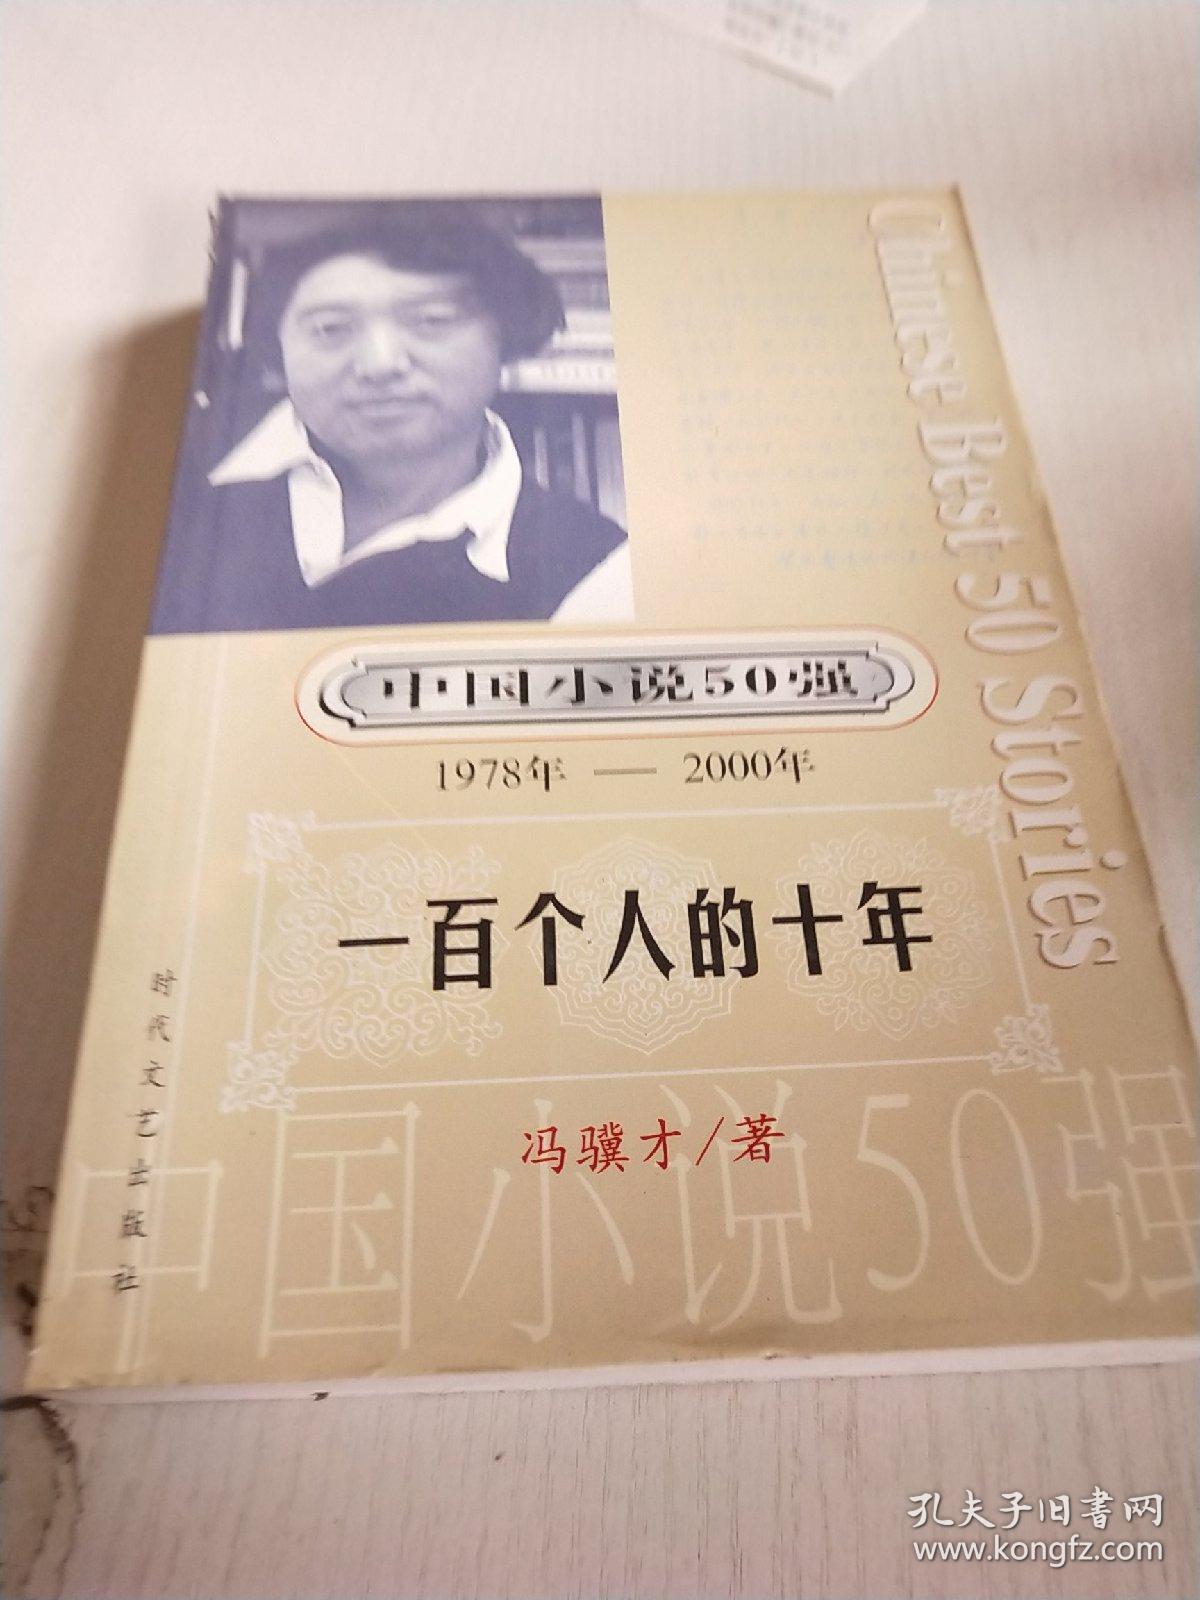 Chinese Best 50 Stories
中国小说50强
1978年 — 2000年
一百个人的十年
冯骥才/著
时代文艺出版社
中国小说50强
孔夫子旧书网
www.kongfz.com